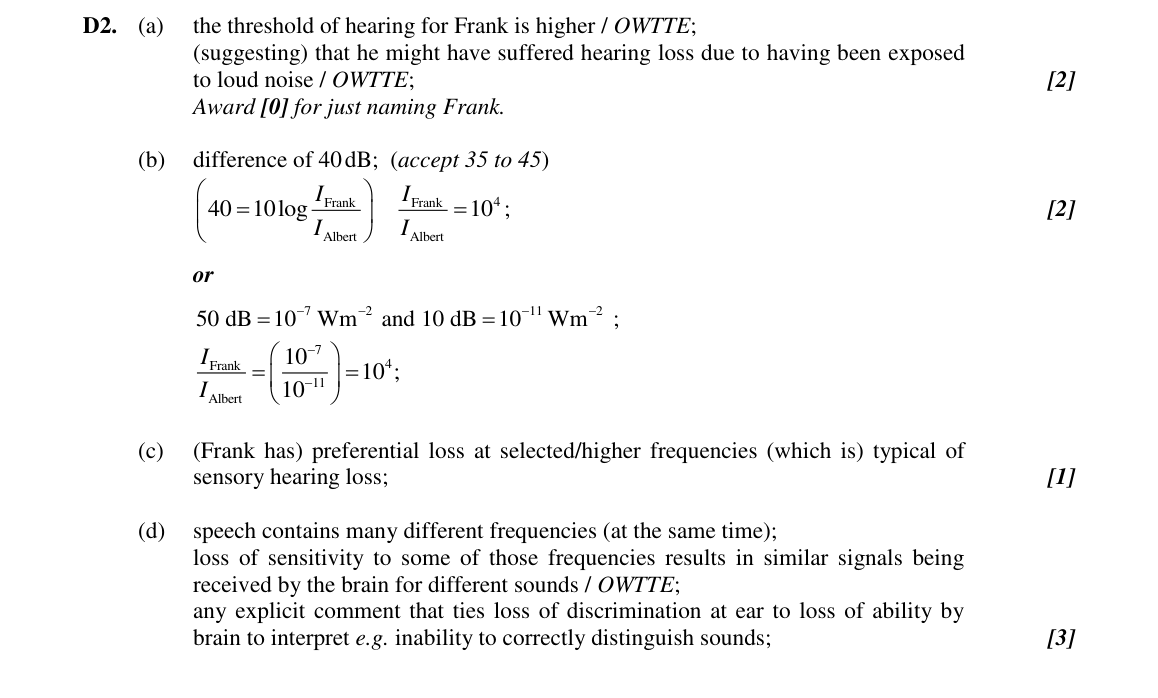 D2. (a) the threshold of hearing for Frank is higher / OWTTE;
(suggesting) that he might have suffered hearing loss due to having been exposed
to loud noise / OWTTE; [2]
Award [0] for just naming Frank.
(b) difference of 40 dB; (accept 35 to 45)
(40 = 10 log I_Frank / I_Albert) I_Frank / I_Albert = 10⁴; [2]
or
50 dB = 10⁻⁷ Wm⁻² and 10 dB = 10⁻¹¹ Wm⁻² ;
I_Frank / I_Albert = (10⁻⁷ / 10⁻¹¹) = 10⁴;
(c) (Frank has) preferential loss at selected/higher frequencies (which is) typical of
sensory hearing loss; [1]
(d) speech contains many different frequencies (at the same time);
loss of sensitivity to some of those frequencies results in similar signals being
received by the brain for different sounds / OWTTE;
any explicit comment that ties loss of discrimination at ear to loss of ability by
brain to interpret e.g. inability to correctly distinguish sounds; [3]